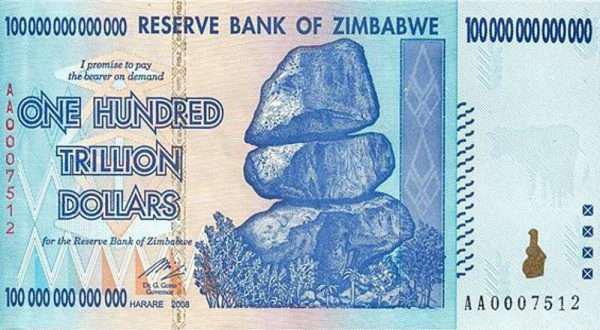 100 000 000 000 000
RESERVE BANK OF ZIMBABWE
100 000 000 000 000
I promise to pay
the bearer on demand
ONE HUNDRED
TRILLION
DOLLARS
for the Reserve Bank of Zimbabwe
Dr. G. Gono
Governor
HARARE 2008
100 000 000 000 000
AA0007512
AA0007512